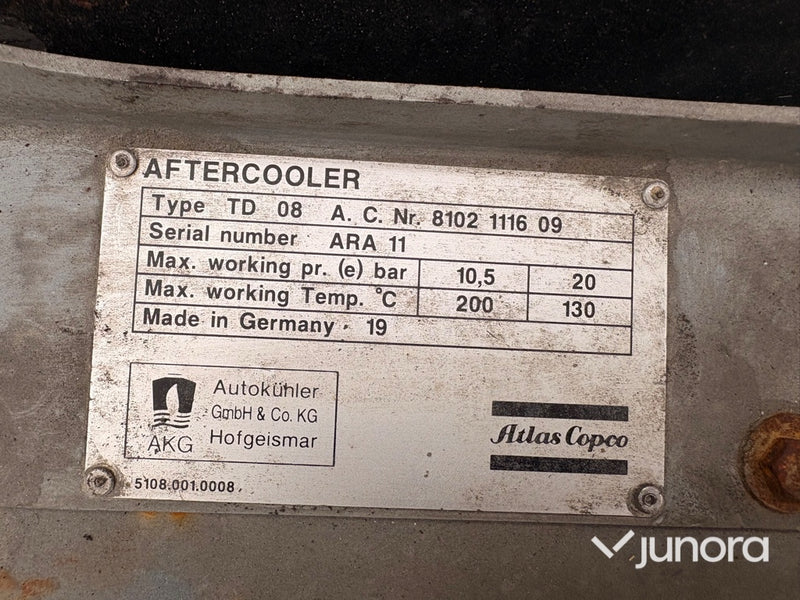 AFTERCOOLER
Type TD 08 A. C. Nr. 8102 1116 09
Serial number ARA 11
Max. working pr. (e) bar 10,5 20
Max. working Temp. °C 200 130
Made in Germany · 19
Autokühler
GmbH & Co. KG
AKG Hofgeismar
Atlas Copco
5108.001.0008
junora